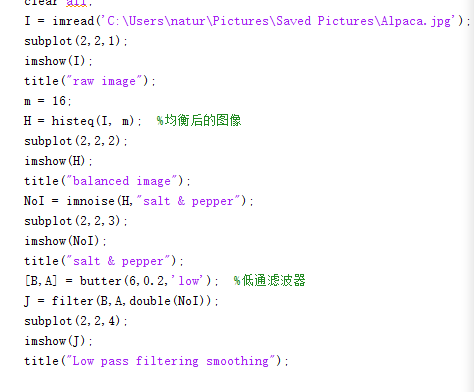 clear all;
I = imread('C:\Users\natur\Pictures\Saved Pictures\Alpaca.jpg');
subplot(2,2,1);
imshow(I);
title("raw image");
m = 16;
H = histeq(I, m);  %均衡后的图像
subplot(2,2,2);
imshow(H);
title("balanced image");
NoI = imnoise(H,"salt & pepper");
subplot(2,2,3);
imshow(NoI);
title("salt & pepper");
[B,A] = butter(6,0.2,'low');  %低通滤波器
J = filter(B,A,double(NoI));
subplot(2,2,4);
imshow(J);
title("Low pass filtering smoothing");